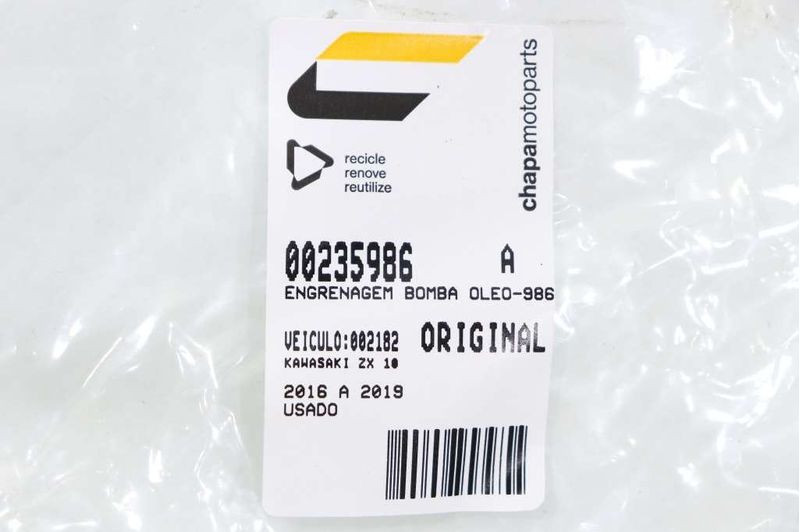 chapamotoparts
recicle
renove
reutilize
00235986 A
ENGRENAGEM BOMBA OLEO-986
VEICULO:002182 ORIGINAL
KAWASAKI ZX 10
2016 A 2019
USADO